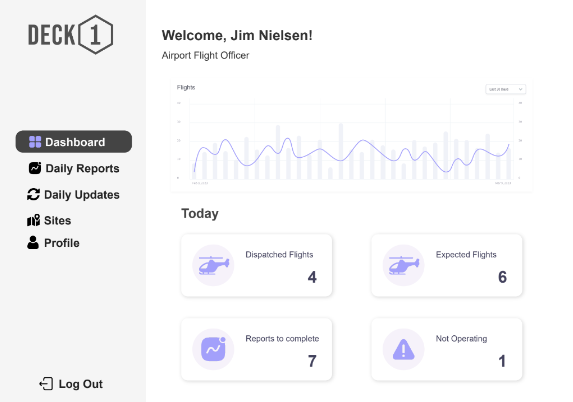 DECK 1
Welcome, Jim Nielsen!
Airport Flight Officer
Flights
Dashboard
Daily Reports
Daily Updates
Sites
Profile
Today
Dispatched Flights
4
Expected Flights
6
Reports to complete
7
Not Operating
1
Log Out